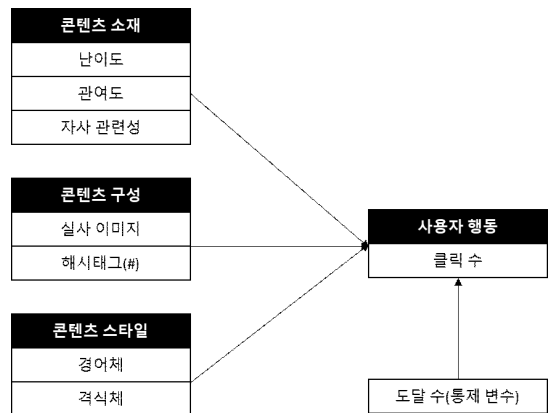 콘텐츠 소재
난이도
관여도
자사 관련성
콘텐츠 구성
실사 이미지
해시태그(#)
콘텐츠 스타일
경어체
격식체
사용자 행동
클릭 수
도달 수(통제 변수)